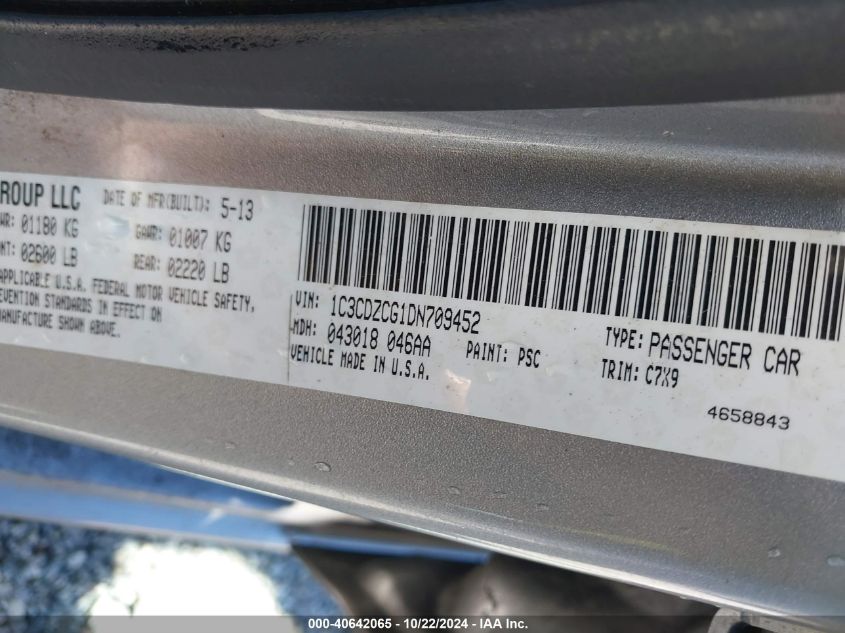 ROUP LLC
DATE OF MFR(BUILT): 5-13
WR: 01180 KG
GAWR: 01007 KG
NT: 02600 LB
REAR: 02220 LB
APPLICABLE U.S.A. FEDERAL MOTOR VEHICLE SAFETY,
EVENTION STANDARDS IN EFFECT ON
MANUFACTURE SHOWN ABOVE.
VIN: 1C3CDZCG1DN709452
TYPE: PASSENGER CAR
MDH: 043018 046AA PAINT: PSC
TRIM: C7X9
VEHICLE MADE IN U.S.A.
4658843
000-40642065 - 10/22/2024 - IAA Inc.